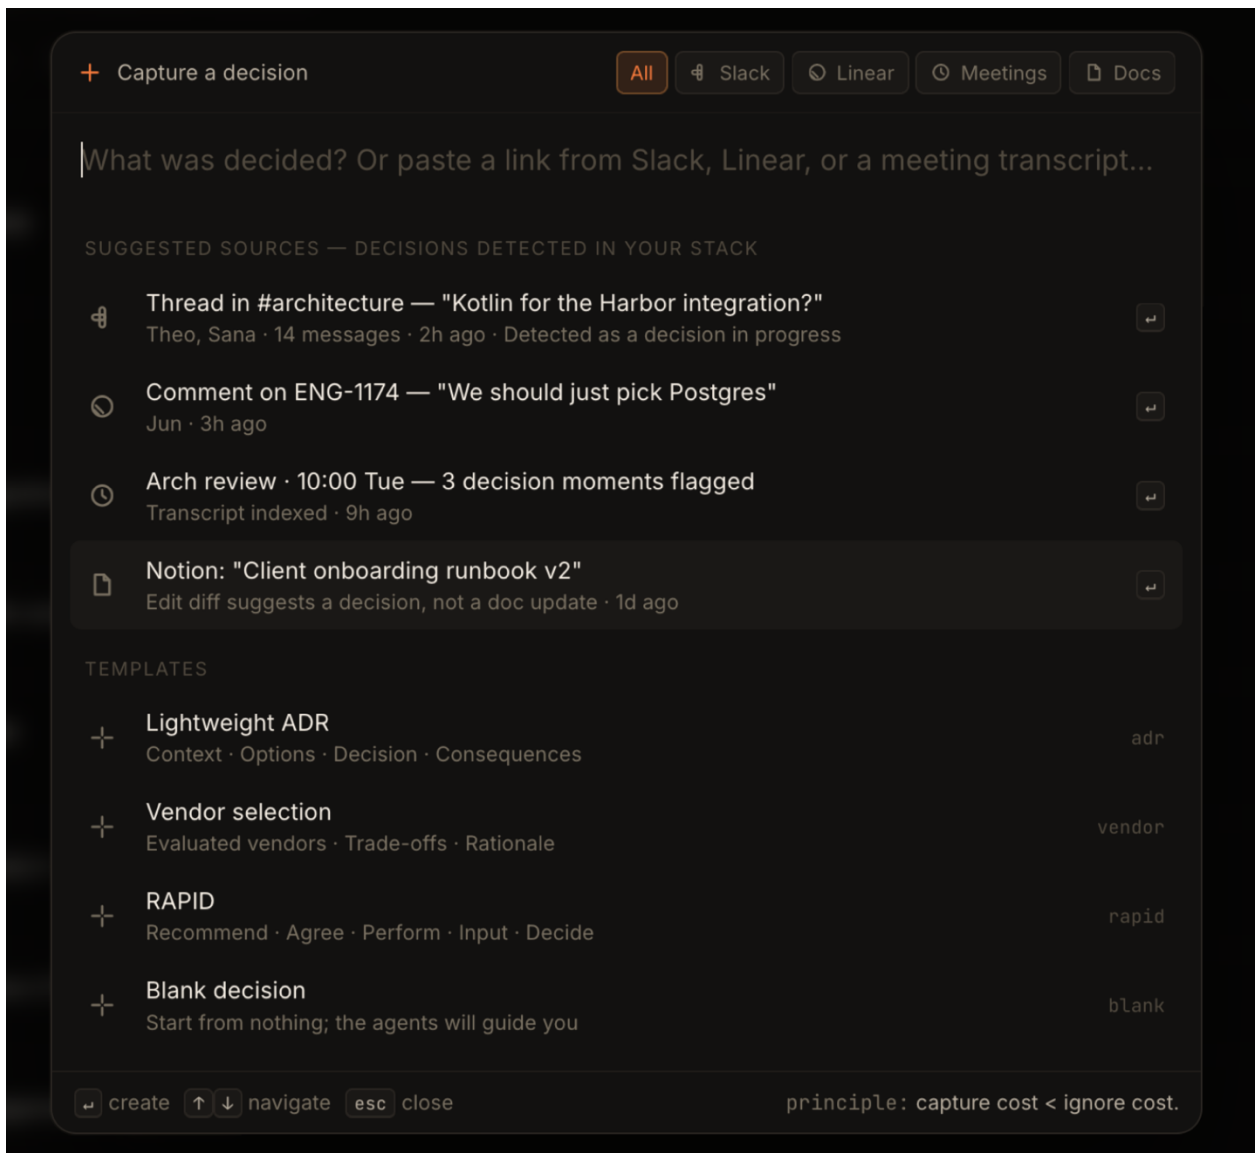 Capture a decision
All
Slack
Linear
Meetings
Docs
What was decided? Or paste a link from Slack, Linear, or a meeting transcript...
SUGGESTED SOURCES — DECISIONS DETECTED IN YOUR STACK
Thread in #architecture — "Kotlin for the Harbor integration?"
Theo, Sana · 14 messages · 2h ago · Detected as a decision in progress
↵
Comment on ENG-1174 — "We should just pick Postgres"
Jun · 3h ago
↵
Arch review · 10:00 Tue — 3 decision moments flagged
Transcript indexed · 9h ago
↵
Notion: "Client onboarding runbook v2"
Edit diff suggests a decision, not a doc update · 1d ago
↵
TEMPLATES
Lightweight ADR
Context · Options · Decision · Consequences
adr
Vendor selection
Evaluated vendors · Trade-offs · Rationale
vendor
RAPID
Recommend · Agree · Perform · Input · Decide
rapid
Blank decision
Start from nothing; the agents will guide you
blank
↵ create ↑ ↓ navigate esc close
principle: capture cost < ignore cost.